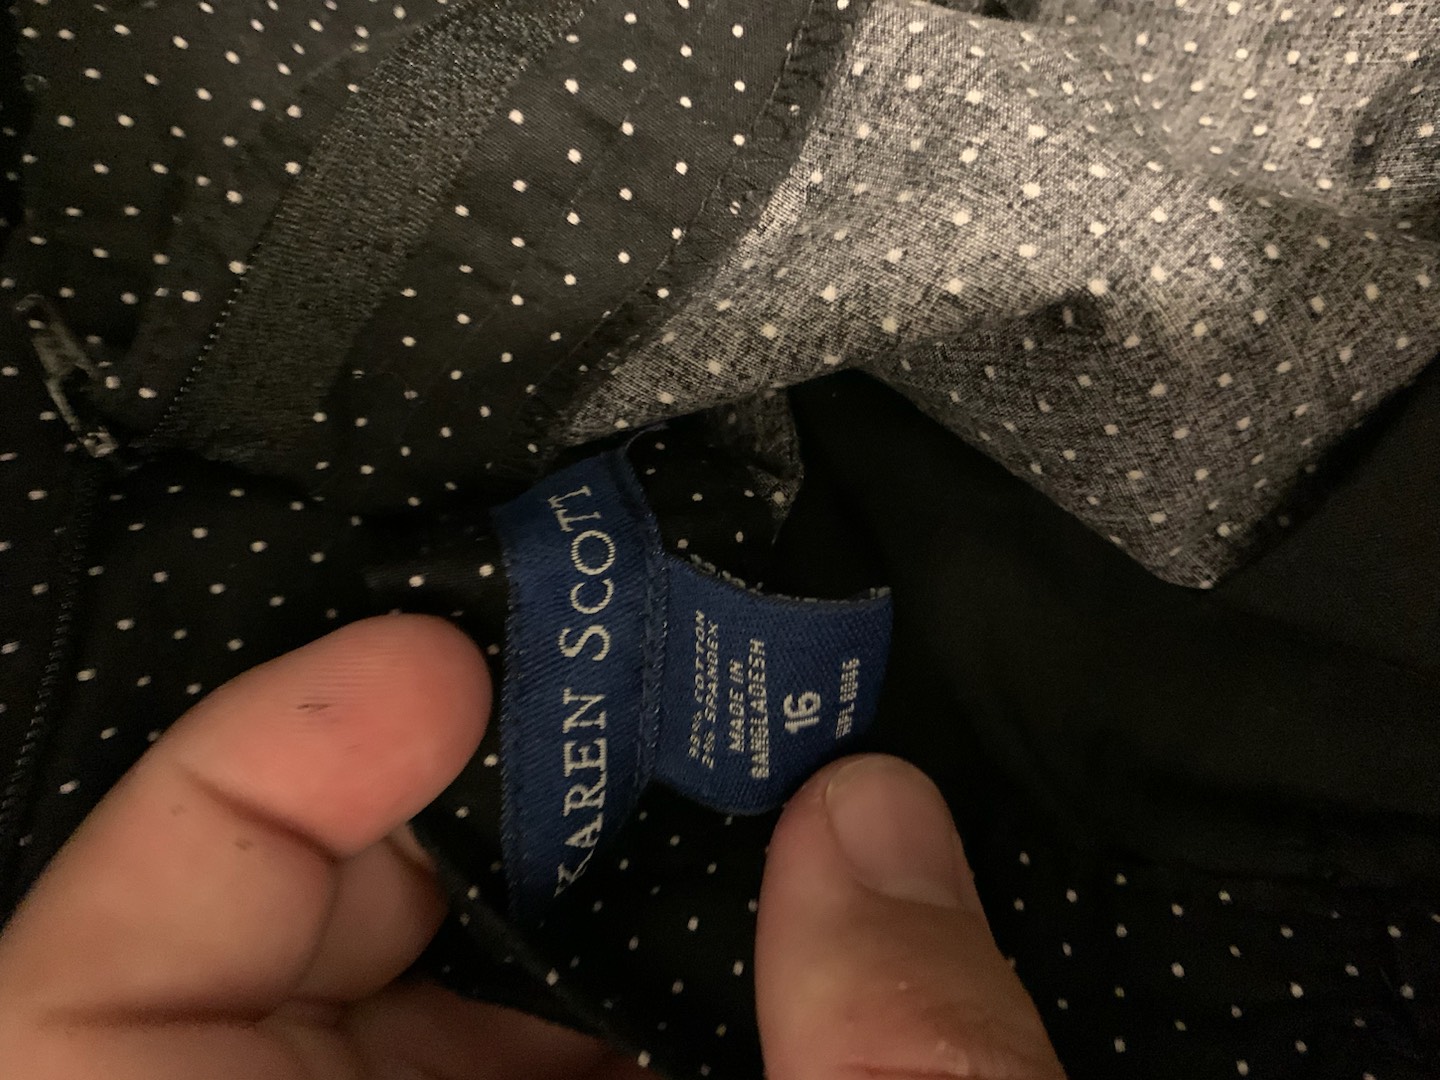 KAREN SCOTT
98% COTTON
2% SPANDEX
MADE IN
BANGLADESH
16